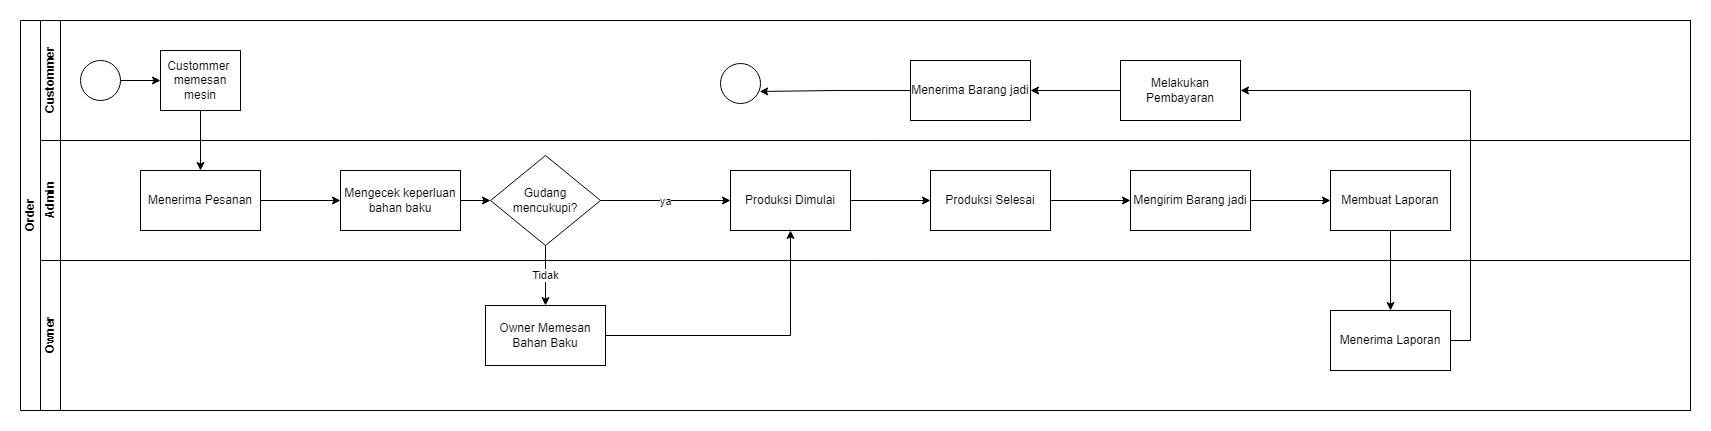 Order
Custommer
Custommer
memesan
mesin
Menerima Barang jadi
Melakukan
Pembayaran
Admin
Menerima Pesanan
Mengecek keperluan
bahan baku
Gudang
mencukupi?
ya
Produksi Dimulai
Produksi Selesai
Mengirim Barang jadi
Membuat Laporan
Tidak
Owner
Owner Memesan
Bahan Baku
Menerima Laporan